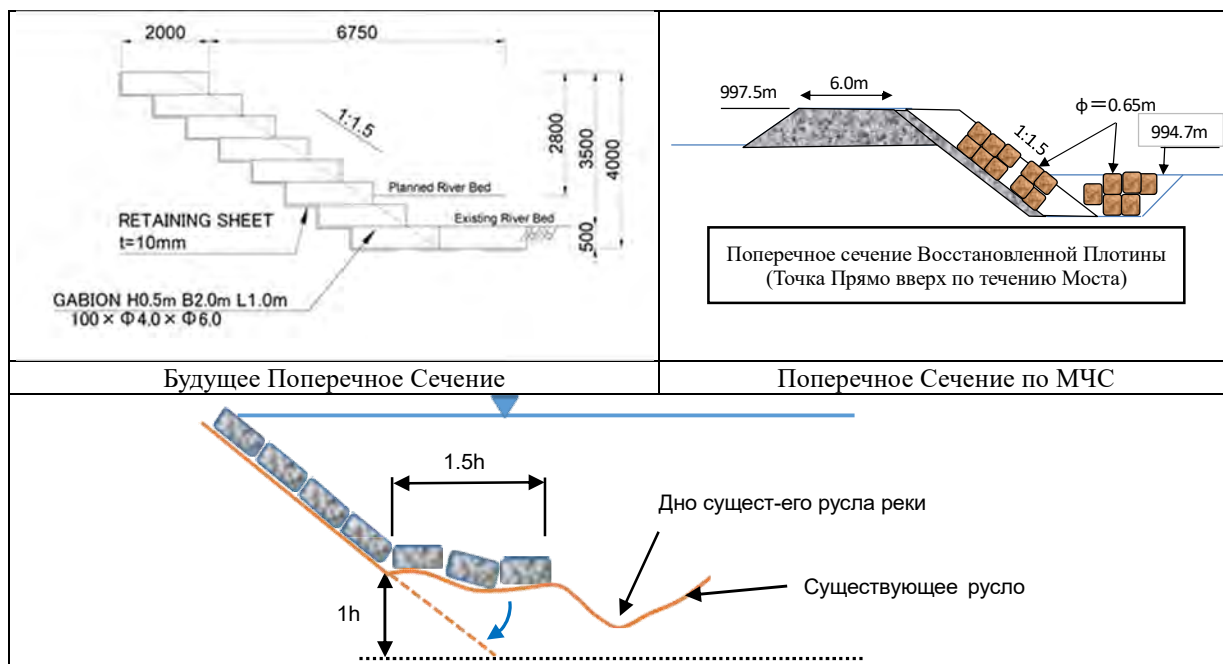 2000
6750
1:1.5
2800
3500
4000
Planned River Bed
RETAINING SHEET
t=10mm
Existing River Bed
500
GABION H0.5m B2.0m L1.0m
100 × Φ4.0 × Φ6.0
6.0m
997.5m
ф＝0.65m
1:1.5
994.7m
Поперечное сечение Восстановленной Плотины
(Точка Прямо вверх по течению Моста)
Будущее Поперечное Сечение
Поперечное Сечение по МЧС
1.5h
Дно сущест-его русла реки
Существующее русло
1h